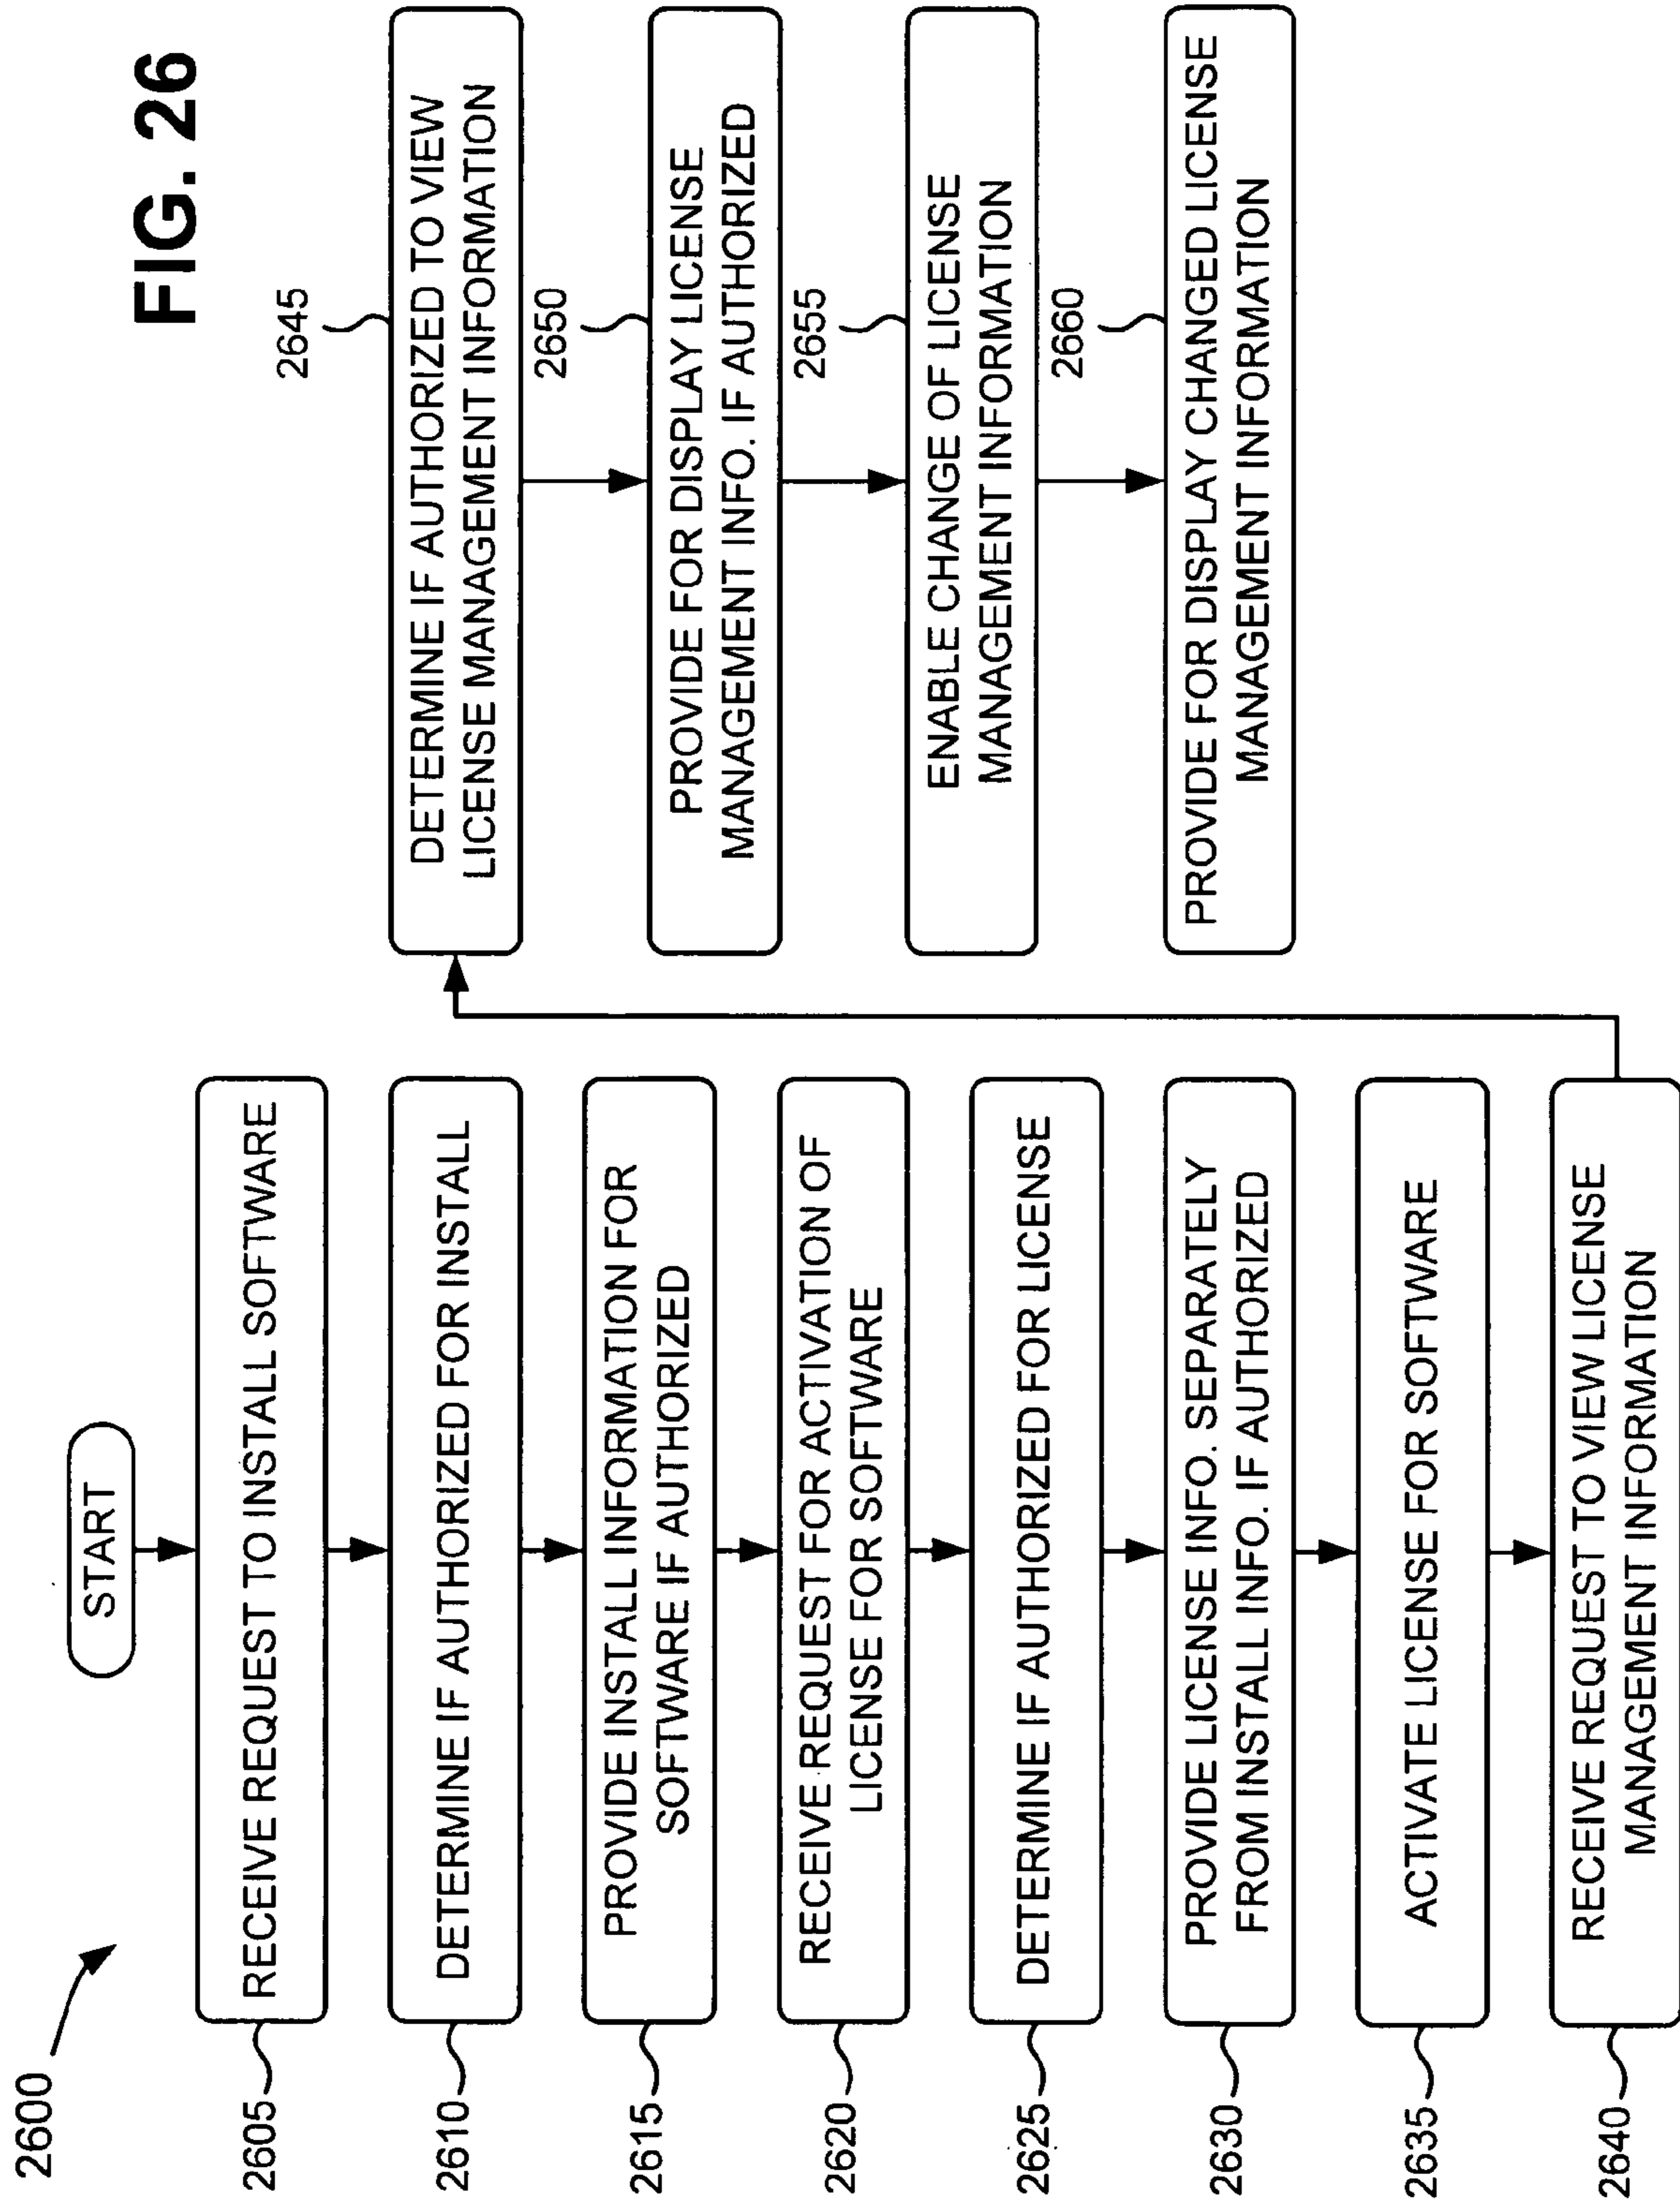 FIG. 26
2600
START
2605
RECEIVE REQUEST TO INSTALL SOFTWARE
2610
DETERMINE IF AUTHORIZED FOR INSTALL
2615
PROVIDE INSTALL INFORMATION FOR
SOFTWARE IF AUTHORIZED
2620
RECEIVE REQUEST FOR ACTIVATION OF
LICENSE FOR SOFTWARE
2625
DETERMINE IF AUTHORIZED FOR LICENSE
2630
PROVIDE LICENSE INFO. SEPARATELY
FROM INSTALL INFO. IF AUTHORIZED
2635
ACTIVATE LICENSE FOR SOFTWARE
2640
RECEIVE REQUEST TO VIEW LICENSE
MANAGEMENT INFORMATION
2645
DETERMINE IF AUTHORIZED TO VIEW
LICENSE MANAGEMENT INFORMATION
2650
PROVIDE FOR DISPLAY LICENSE
MANAGEMENT INFO. IF AUTHORIZED
2655
ENABLE CHANGE OF LICENSE
MANAGEMENT INFORMATION
2660
PROVIDE FOR DISPLAY CHANGED LICENSE
MANAGEMENT INFORMATION